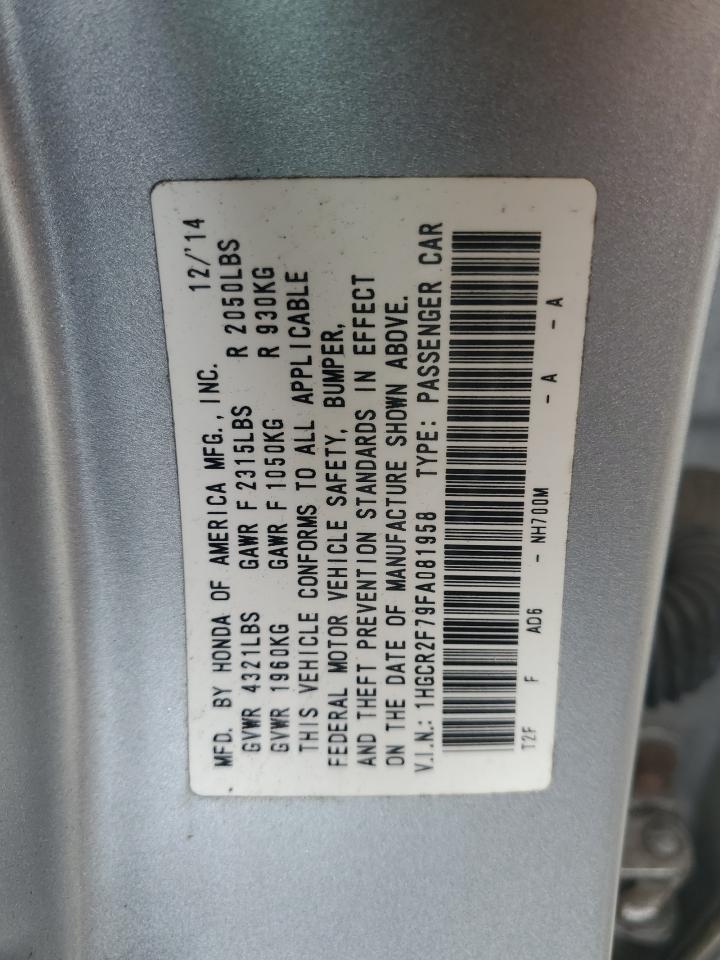 MFD. BY HONDA OF AMERICA MFG., INC. 12/'14
GVWR 4321LBS GAWR F 2315LBS R 2050LBS
GVWR 1960KG GAWR F 1050KG R 930KG
THIS VEHICLE CONFORMS TO ALL APPLICABLE
FEDERAL MOTOR VEHICLE SAFETY, BUMPER,
AND THEFT PREVENTION STANDARDS IN EFFECT
ON THE DATE OF MANUFACTURE SHOWN ABOVE.
V.I.N.: 1HGCR2F79FA081958 TYPE: PASSENGER CAR
T2F F AD6 - NH700M - A - A